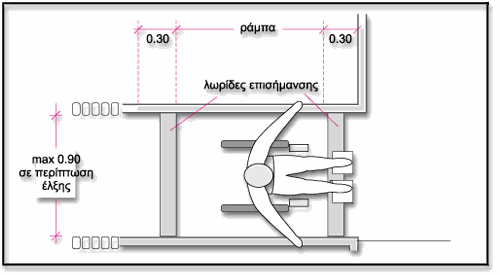 ράμπα
0.30
0.30
λωρίδες επισήμανσης
max 0.90
σε περίπτωση
έλξης